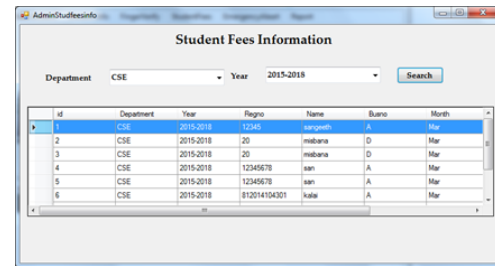 AdminStudfeesinfo
Student Fees Information
Department CSE Year 2015-2018 Search
id Department Year Regno Name Busno Month
1 CSE 2015-2018 12345 sangeeth A Mar
2 CSE 2015-2018 20 misbana D Mar
3 CSE 2015-2018 20 misbana D Mar
4 CSE 2015-2018 12345678 san A Mar
5 CSE 2015-2018 12345678 san A Mar
6 CSE 2015-2018 812014104301 kalai A Mar